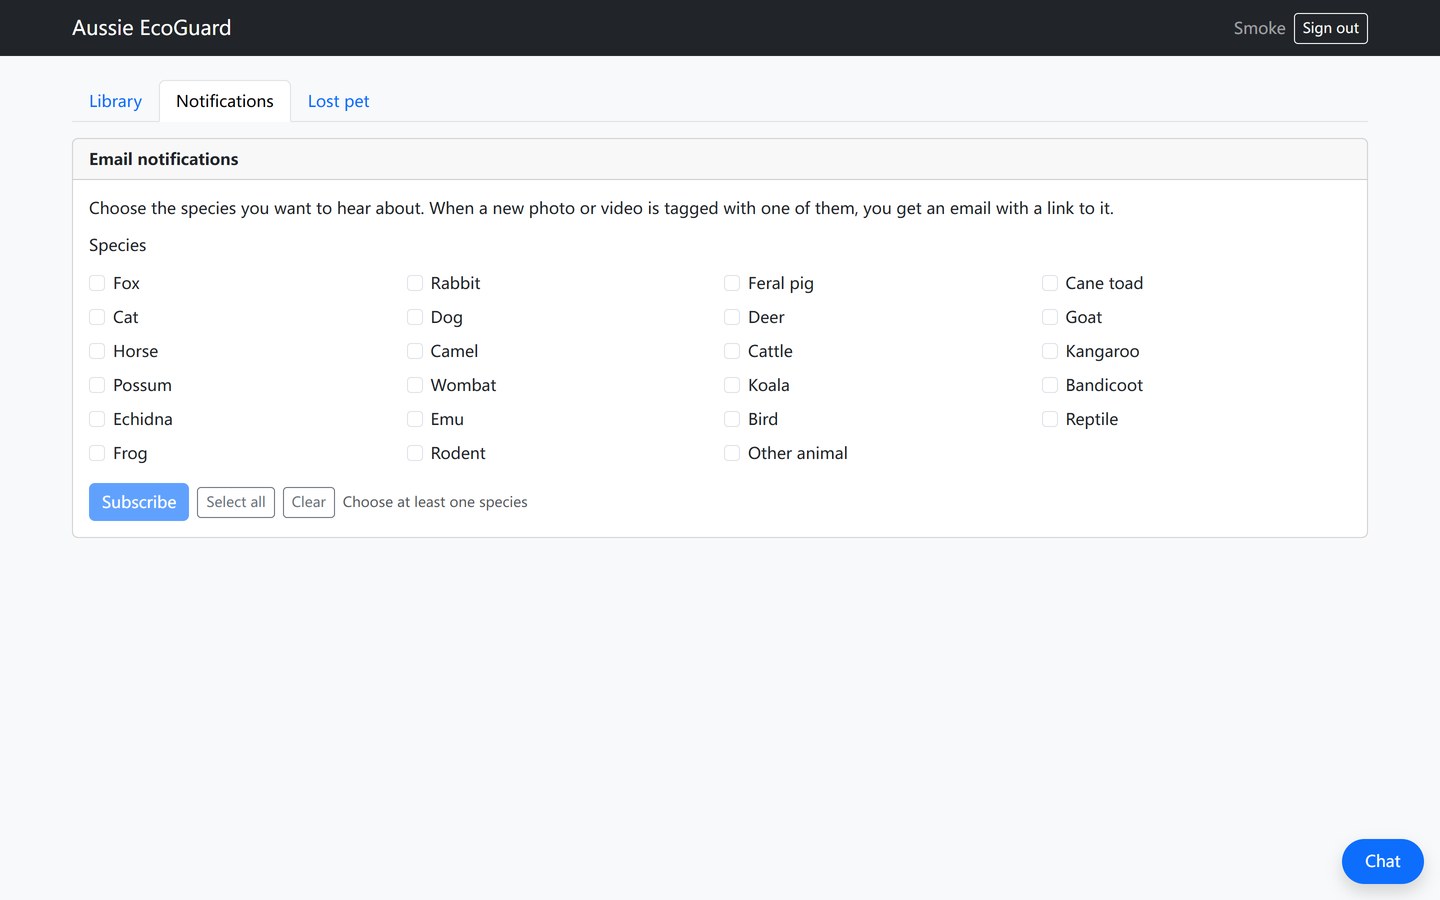 Aussie EcoGuard
Smoke Sign out
Library Notifications Lost pet
Email notifications
Choose the species you want to hear about. When a new photo or video is tagged with one of them, you get an email with a link to it.
Species
Fox Rabbit Feral pig Cane toad
Cat Dog Deer Goat
Horse Camel Cattle Kangaroo
Possum Wombat Koala Bandicoot
Echidna Emu Bird Reptile
Frog Rodent Other animal
Subscribe Select all Clear Choose at least one species
Chat